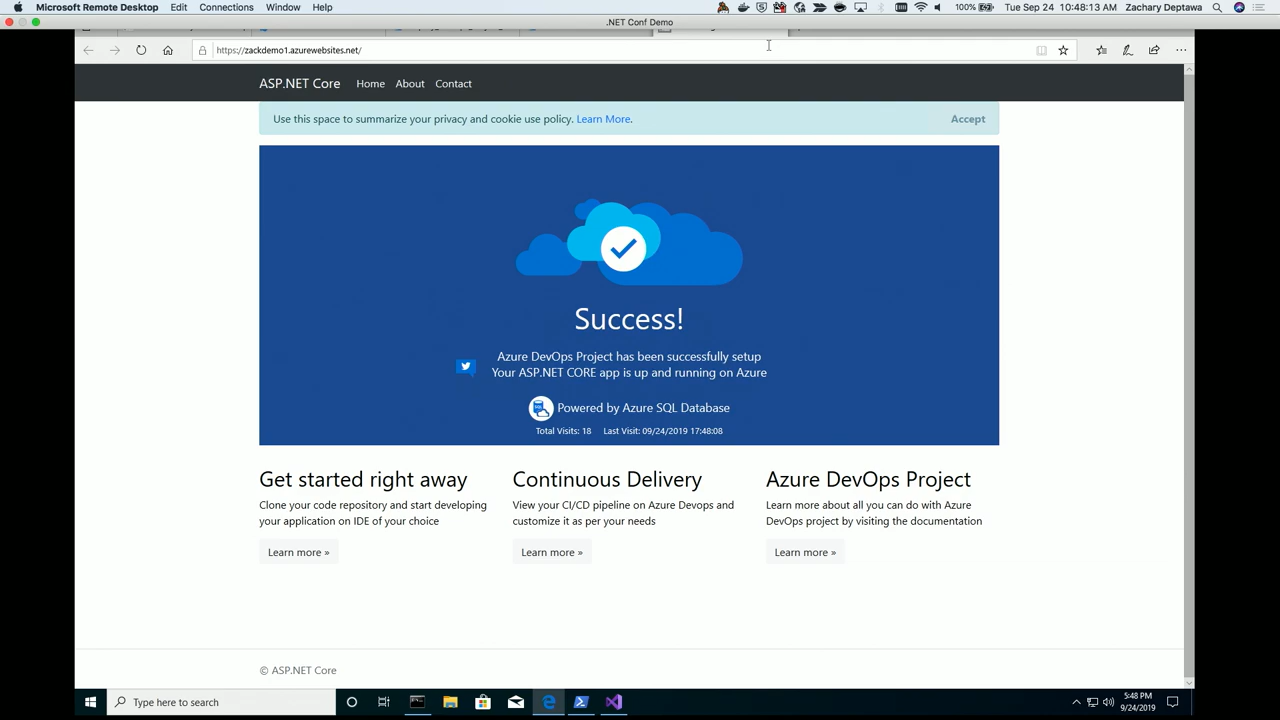 Microsoft Remote Desktop Edit Connections Window Help 100% Tue Sep 24 10:48:13 AM Zachary Deptawa
.NET Conf Demo
https://zackdemo1.azurewebsites.net/
ASP.NET Core Home About Contact
Use this space to summarize your privacy and cookie use policy. Learn More. Accept
Success!
Azure DevOps Project has been successfully setup
Your ASP.NET CORE app is up and running on Azure
Powered by Azure SQL Database
Total Visits: 18 Last Visit: 09/24/2019 17:48:08
Get started right away
Clone your code repository and start developing
your application on IDE of your choice
Learn more »
Continuous Delivery
View your CI/CD pipeline on Azure Devops and
customize it as per your needs
Learn more »
Azure DevOps Project
Learn more about all you can do with Azure
DevOps project by visiting the documentation
Learn more »
© ASP.NET Core
Type here to search
5:48 PM
9/24/2019